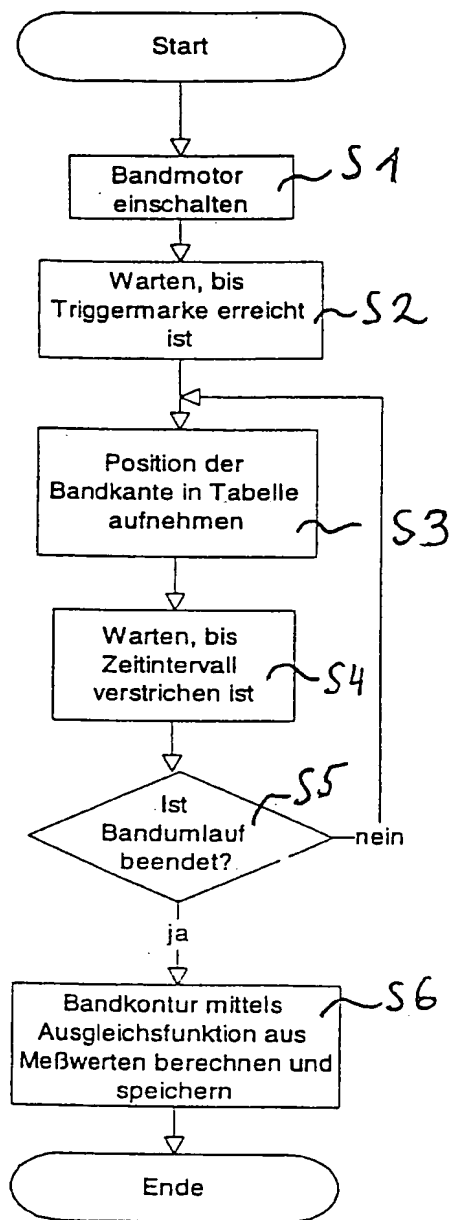 Start
Bandmotor
einschalten
S1
Warten, bis
Triggermarke erreicht
ist
S2
Position der
Bandkante in Tabelle
aufnehmen
S3
Warten, bis
Zeitintervall
verstrichen ist
S4
Ist
Bandumlauf
beendet?
S5
nein
ja
Bandkontur mittels
Ausgleichsfunktion aus
Meßwerten berechnen und
speichern
S6
Ende